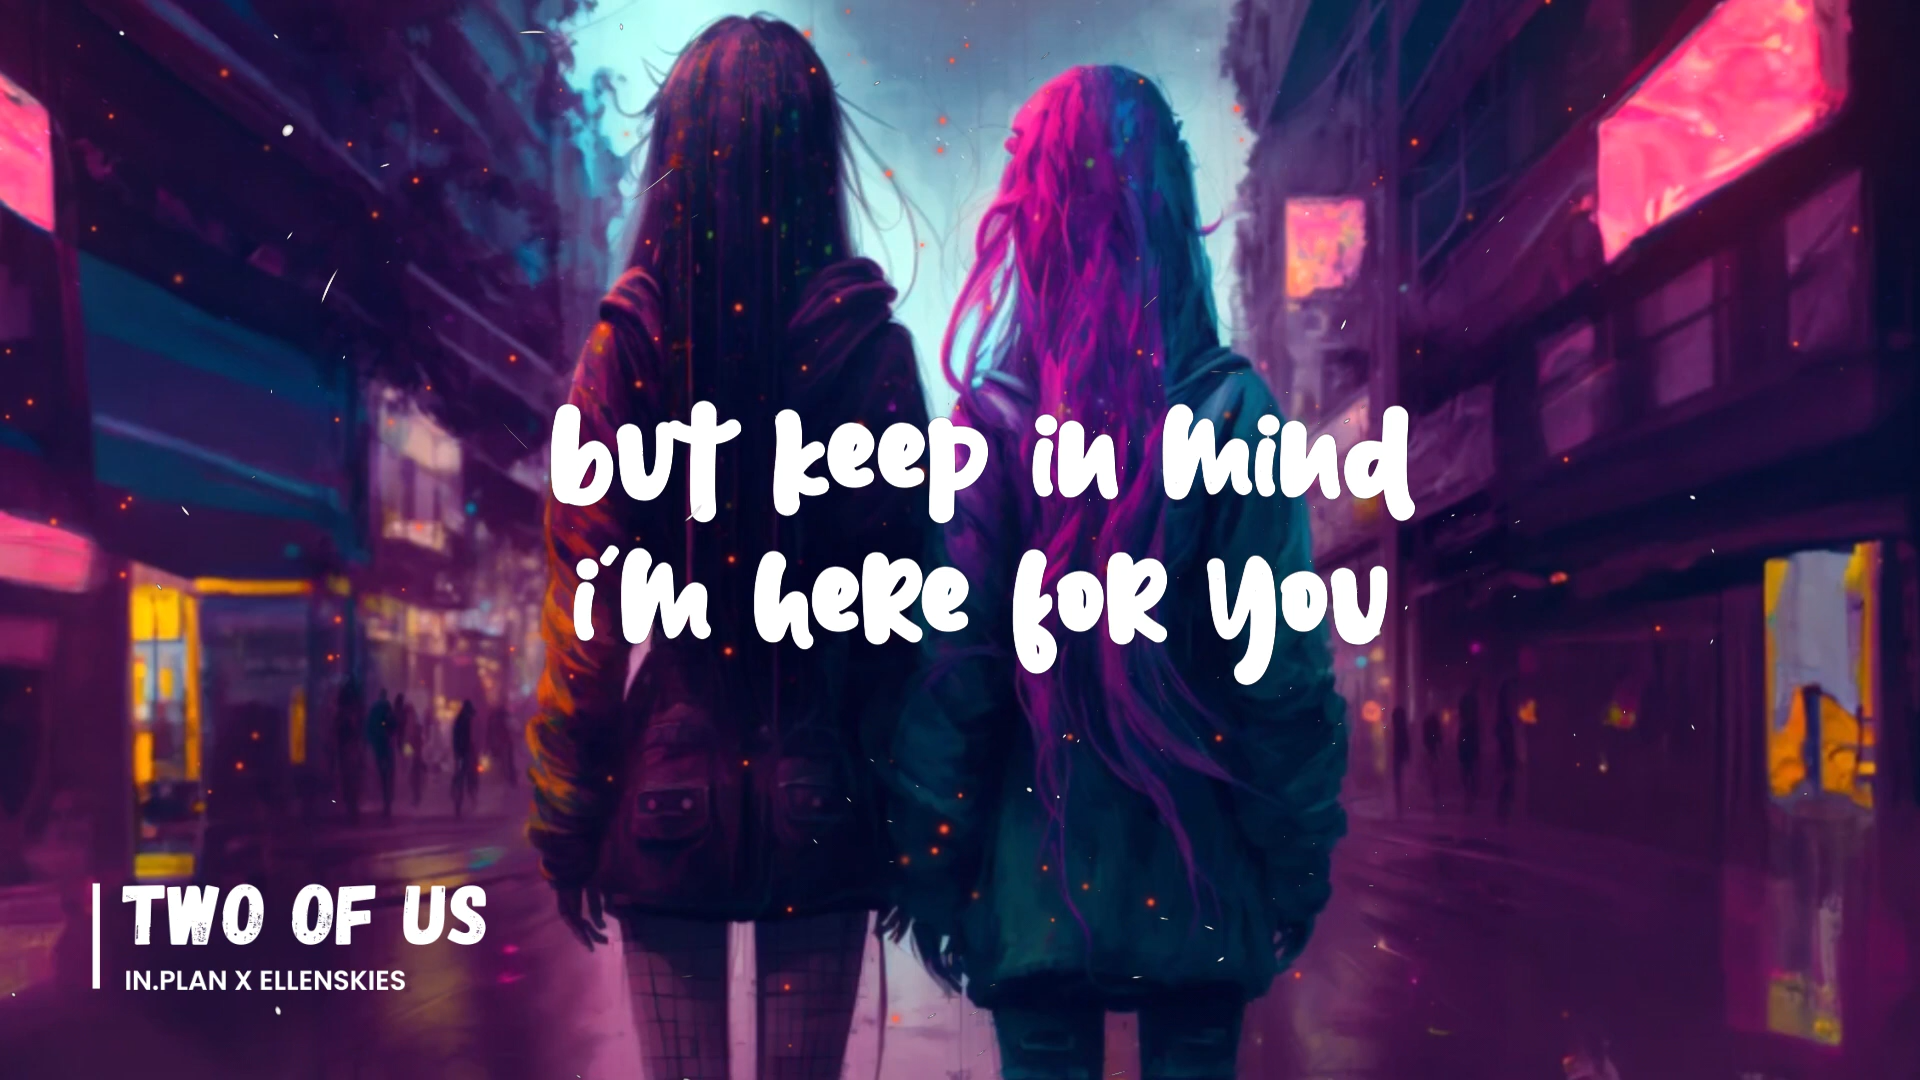 but keep in mind
i'm here for you
TWO OF US
IN.PLAN X ELLENSKIES